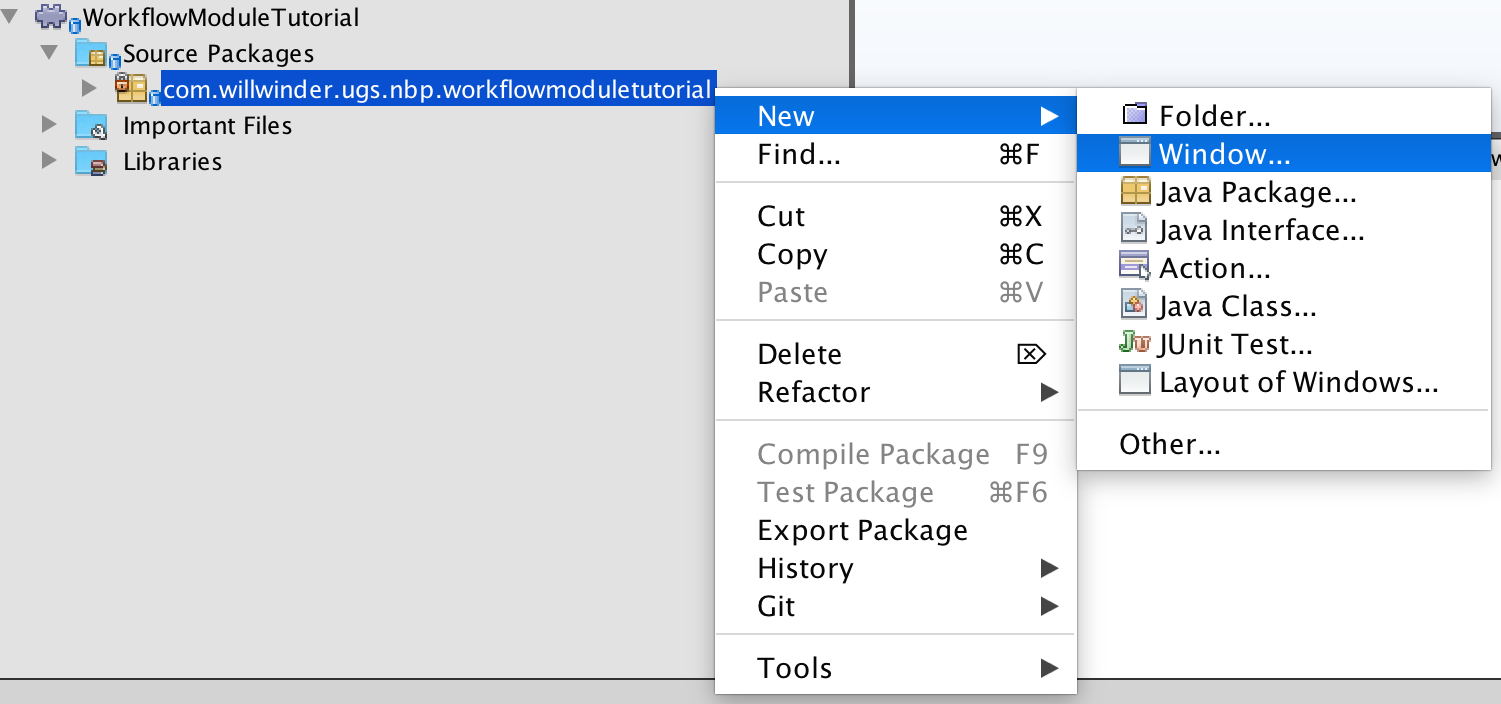 WorkflowModuleTutorial
Source Packages
com.willwinder.ugs.nbp.workflowmoduletutorial
Important Files
Libraries
New
Find... ⌘F
Cut ⌘X
Copy ⌘C
Paste ⌘V
Delete ⌦
Refactor
Compile Package F9
Test Package ⌘F6
Export Package
History
Git
Tools
Folder...
Window...
Java Package...
Java Interface...
Action...
Java Class...
JUnit Test...
Layout of Windows...
Other...